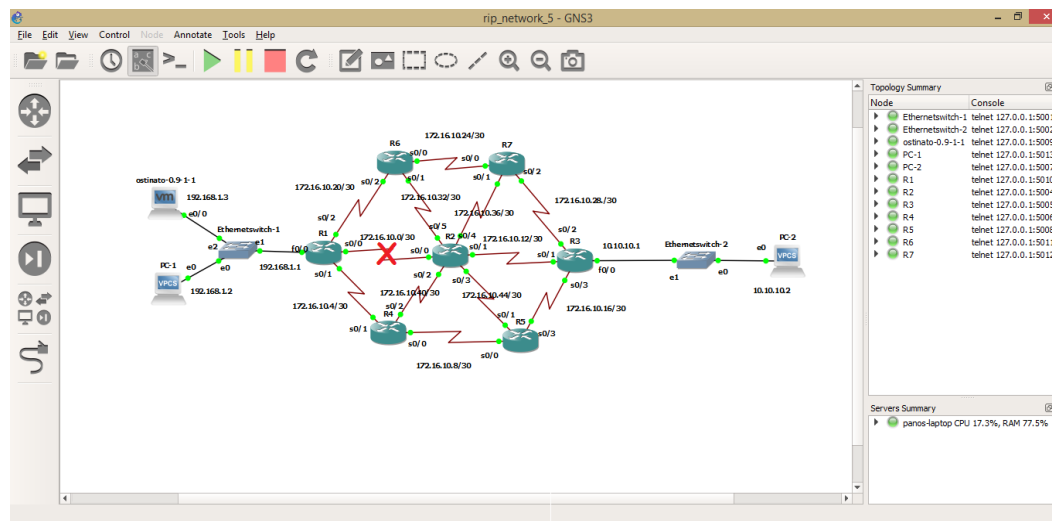 rip_network_5 - GNS3
File Edit View Control Node Annotate Tools Help
Topology Summary
Node Console
Ethernetswitch-1 telnet 127.0.0.1:5001
Ethernetswitch-2 telnet 127.0.0.1:5002
ostinato-0.9-1-1 telnet 127.0.0.1:5009
PC-1 telnet 127.0.0.1:5013
PC-2 telnet 127.0.0.1:5007
R1 telnet 127.0.0.1:5010
R2 telnet 127.0.0.1:5004
R3 telnet 127.0.0.1:5005
R4 telnet 127.0.0.1:5006
R5 telnet 127.0.0.1:5008
R6 telnet 127.0.0.1:5011
R7 telnet 127.0.0.1:5012
172.16.10.24/30
R6
R7
s0/0
s0/0
s0/2
s0/1
s0/1
s0/2
ostinato-0.9-1-1
vm
192.168.1.3
e0/0
172.16.10.20/30
172.16.10.32/30
172.16.10.36/30
172.16.10.28/30
Ethernetswitch-1
e2
e1
e0
f0/0
R1
s0/2
s0/0
s0/1
172.16.10.0/30
s0/5
R2
s0/4
s0/0
s0/1
s0/2
s0/3
172.16.10.12/30
R3
s0/1
f0/0
s0/3
10.10.10.1
Ethernetswitch-2
e1
e0
PC-2
e0
VPCS
10.10.10.2
PC-1
e0
VPCS
192.168.1.2
192.168.1.1
172.16.10.4/30
172.16.10.40/30
172.16.10.44/30
172.16.10.16/30
R4
s0/2
s0/1
s0/0
R5
s0/1
s0/0
s0/3
172.16.10.8/30
Servers Summary
panos-laptop CPU 17.3%, RAM 77.5%